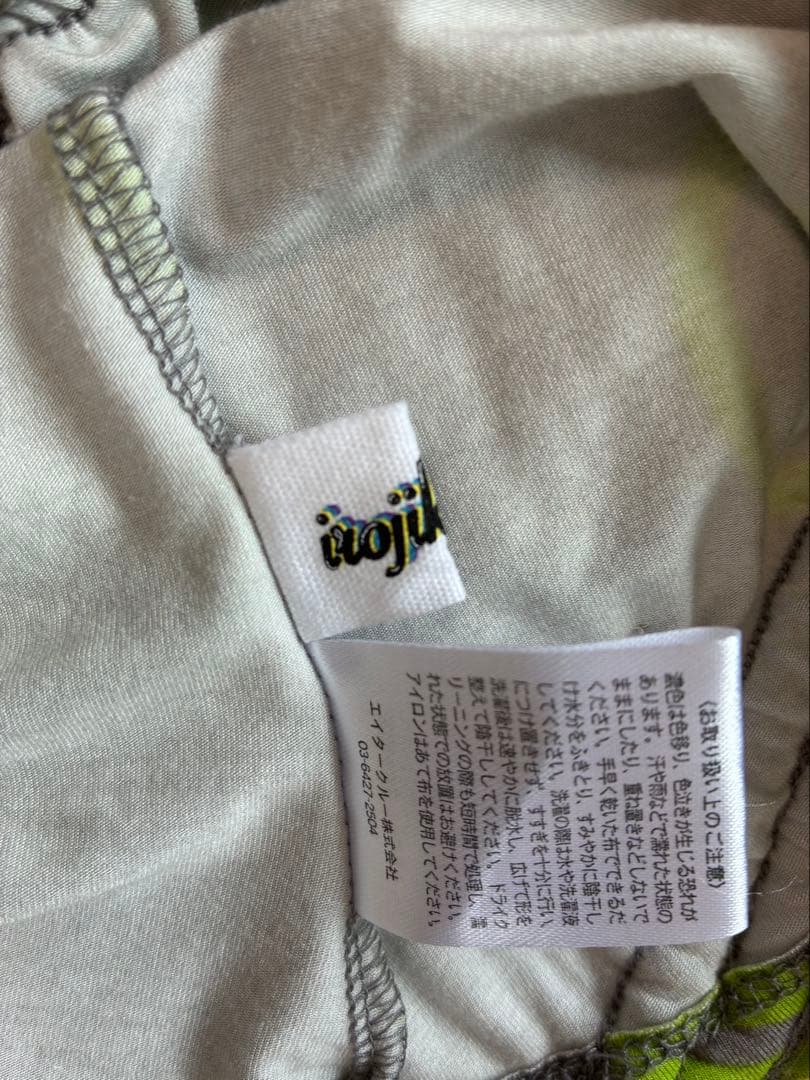 〈お取り扱い上のご注意〉
濃色は色移り、色泣きが生じる恐れが
あります。汗や雨などで濡れた状態の
ままにしたり、重ね置きなどしないで
ください。手早く乾いた布でできるだ
け水分をふきとり、すみやかに陰干し
してください。洗濯の際は水や洗濯液
につけ置きせず、すすぎを十分に行い、
洗濯後は速やかに脱水し、広げて形を
整えて陰干ししてください。ドライク
リーニングの際も短時間で処理し、濡
れた状態での放置はお避けください。
アイロンはあて布を使用してください。
エイタークルー株式会社
03-6427-2504